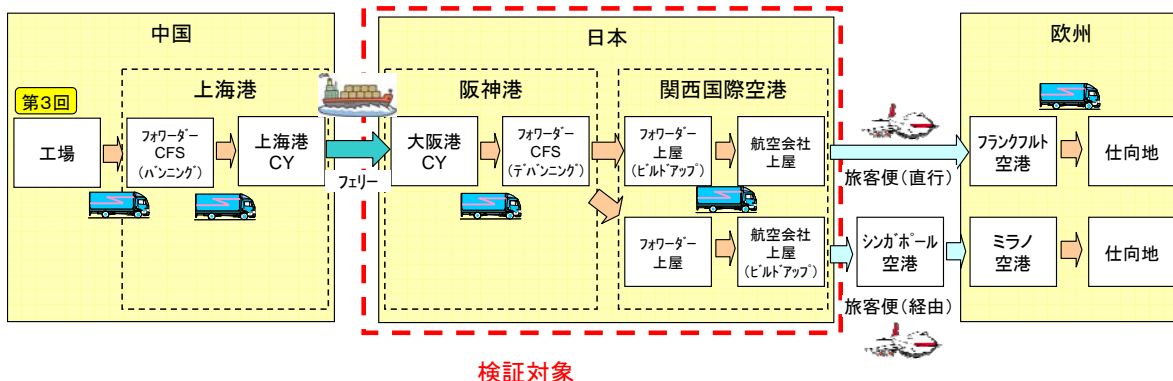 中国
日本
欧州
上海港
阪神港
関西国際空港
第3回
工場
ﾌｫﾜｰﾀﾞｰ
CFS
(ﾊﾞﾝﾆﾝｸﾞ)
上海港
CY
フェリー
大阪港
CY
ﾌｫﾜｰﾀﾞｰ
CFS
(ﾃﾞﾊﾞﾝﾆﾝｸﾞ)
ﾌｫﾜｰﾀﾞｰ
上屋
(ﾋﾞﾙﾄﾞｱｯﾌﾟ)
航空会社
上屋
旅客便(直行)
ﾌﾗﾝｸﾌﾙﾄ
空港
仕向地
ﾌｫﾜｰﾀﾞｰ
上屋
航空会社
上屋
(ﾋﾞﾙﾄﾞｱｯﾌﾟ)
ｼﾝｶﾞﾎﾟｰﾙ
空港
旅客便(経由)
ミラノ
空港
仕向地
検証対象